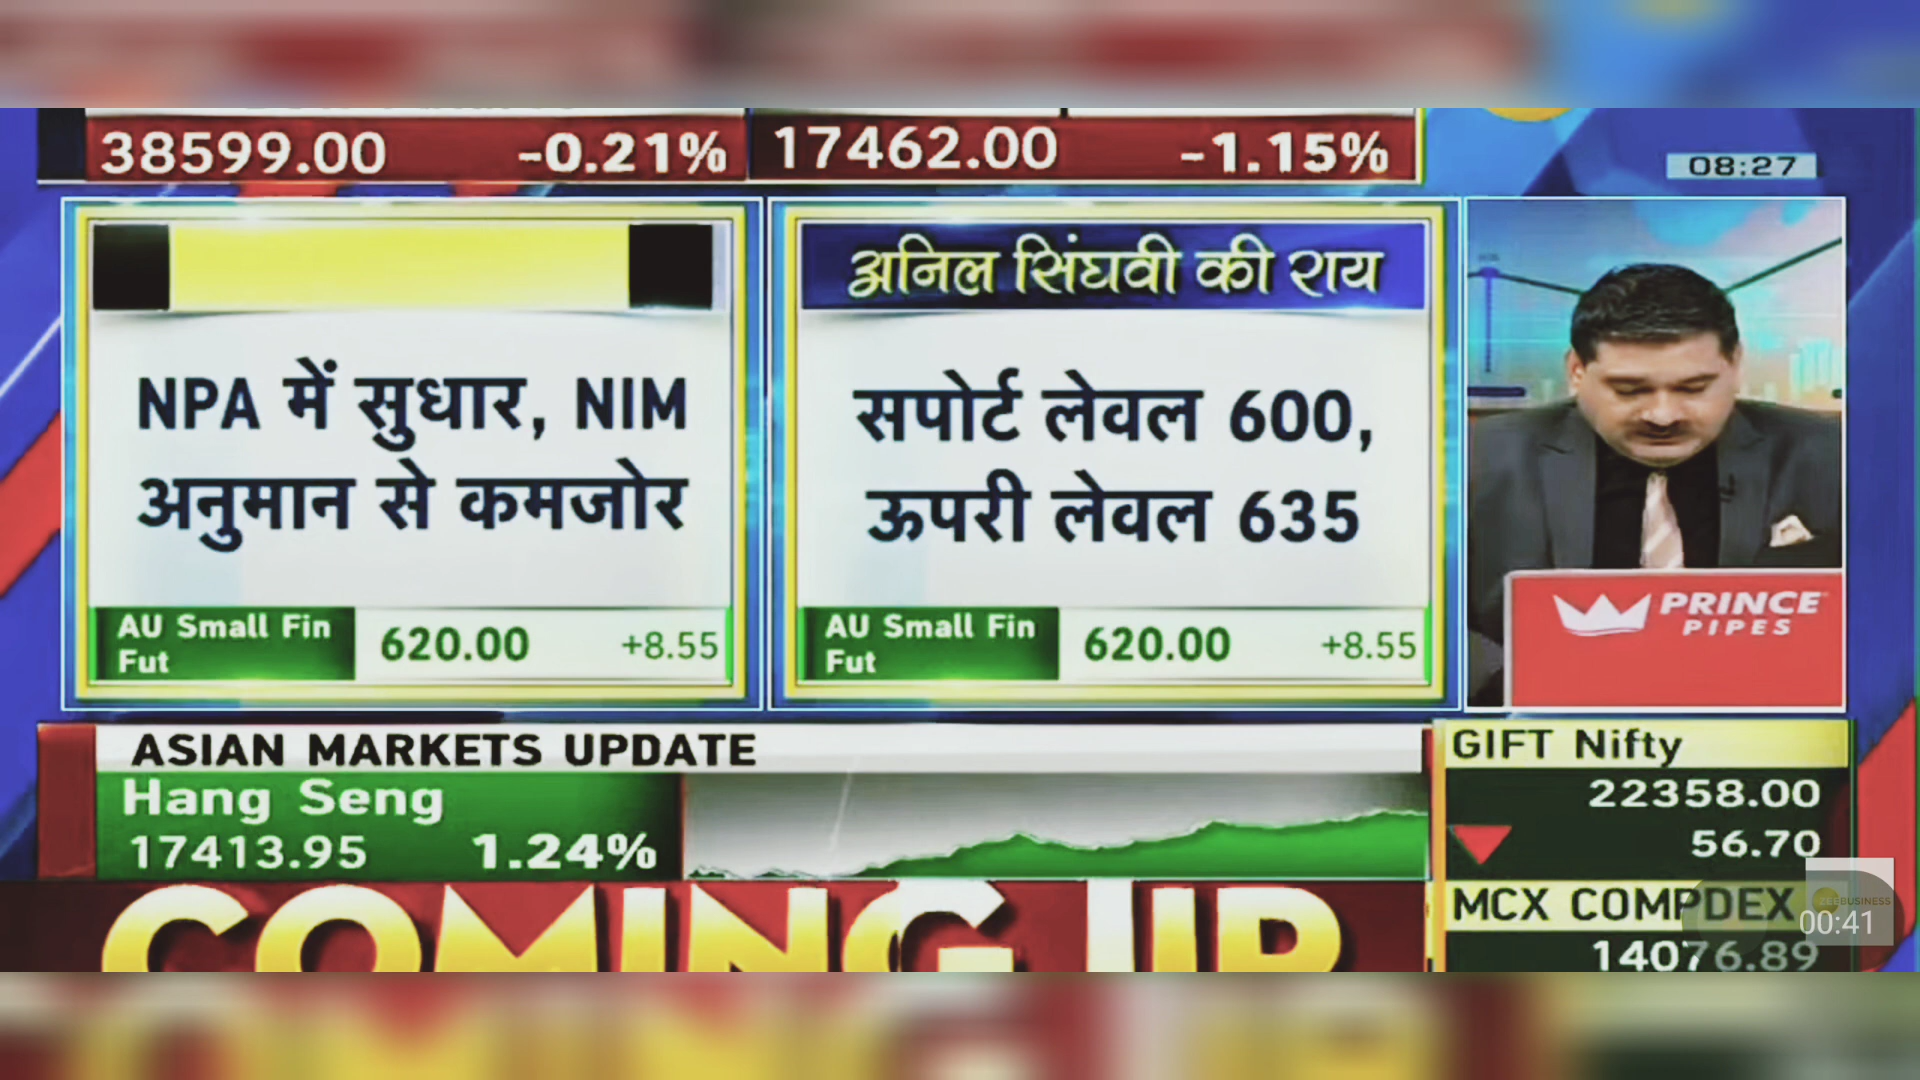 38599.00 -0.21% 17462.00 -1.15%
08:27
NPA में सुधार, NIM
अनुमान से कमजोर
AU Small Fin
Fut
620.00 +8.55
अनिल सिंघवी की राय
सपोर्ट लेवल 600,
ऊपरी लेवल 635
AU Small Fin
Fut
620.00 +8.55
PRINCE
PIPES
ASIAN MARKETS UPDATE
Hang Seng
17413.95 1.24%
GIFT Nifty
22358.00
56.70
MCX COMPDEX
14076.89
ZEEBUSINESS
00:41
COMING UP